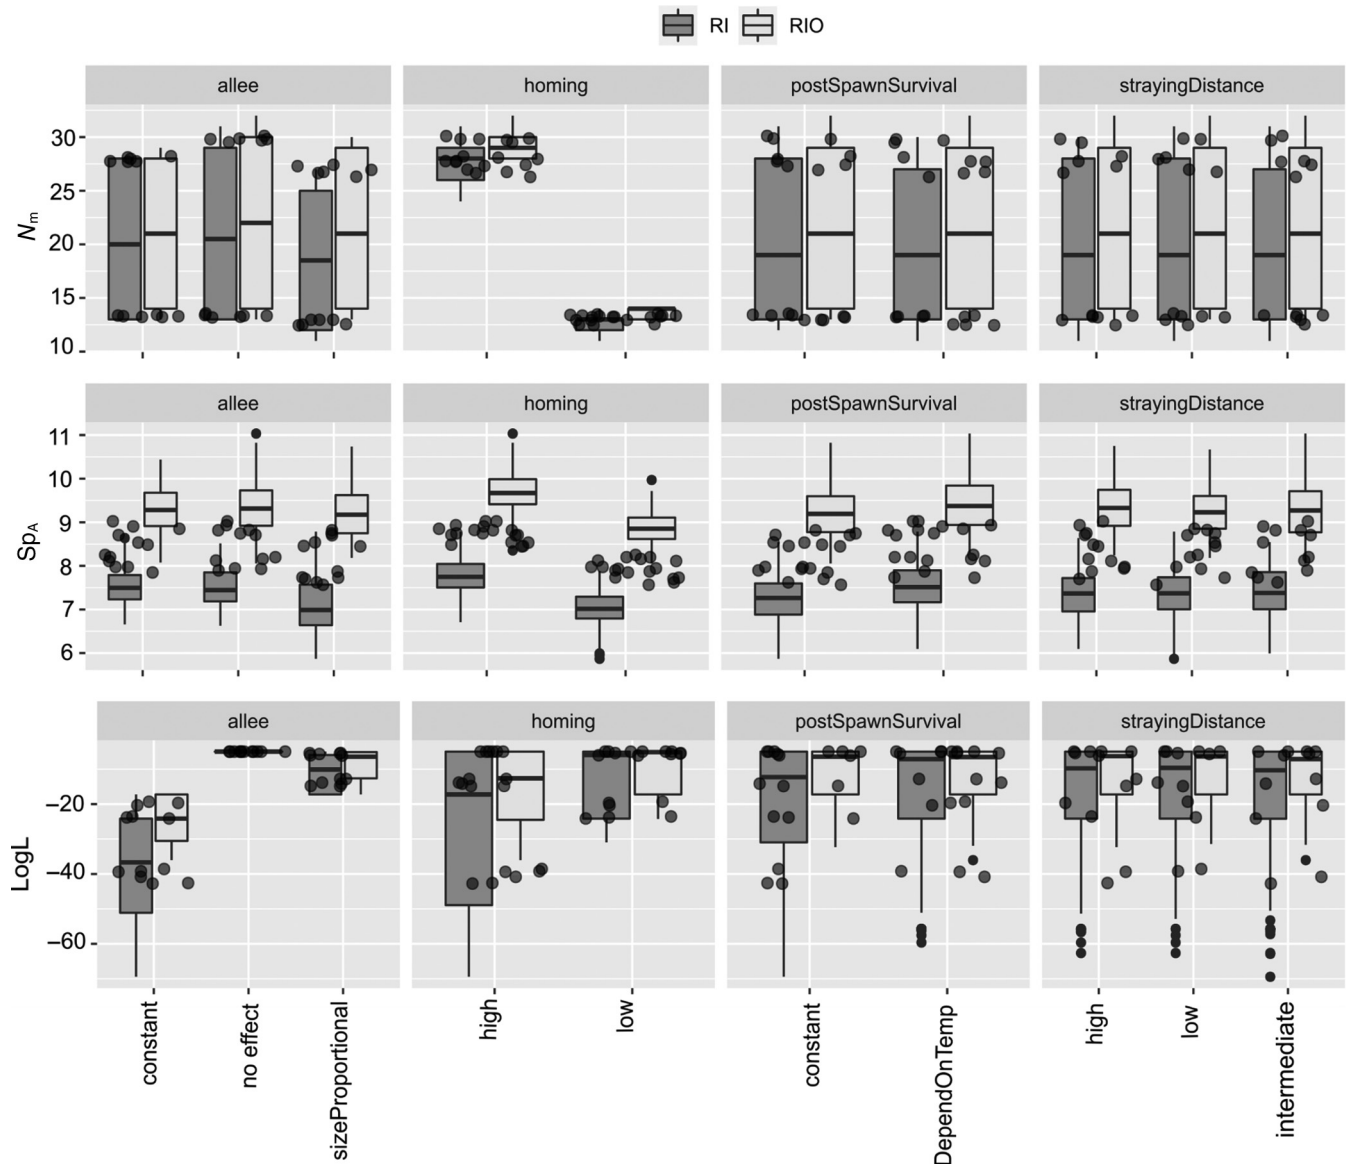 RI RIO
allee homing postSpawnSurvival strayingDistance
30
25
20
15
10
Nm
allee homing postSpawnSurvival strayingDistance
11
10
9
8
7
6
SpA
allee homing postSpawnSurvival strayingDistance
−20
−40
−60
LogL
constant
no effect
sizeProportional
high
low
constant
DependOnTemp
high
low
intermediate